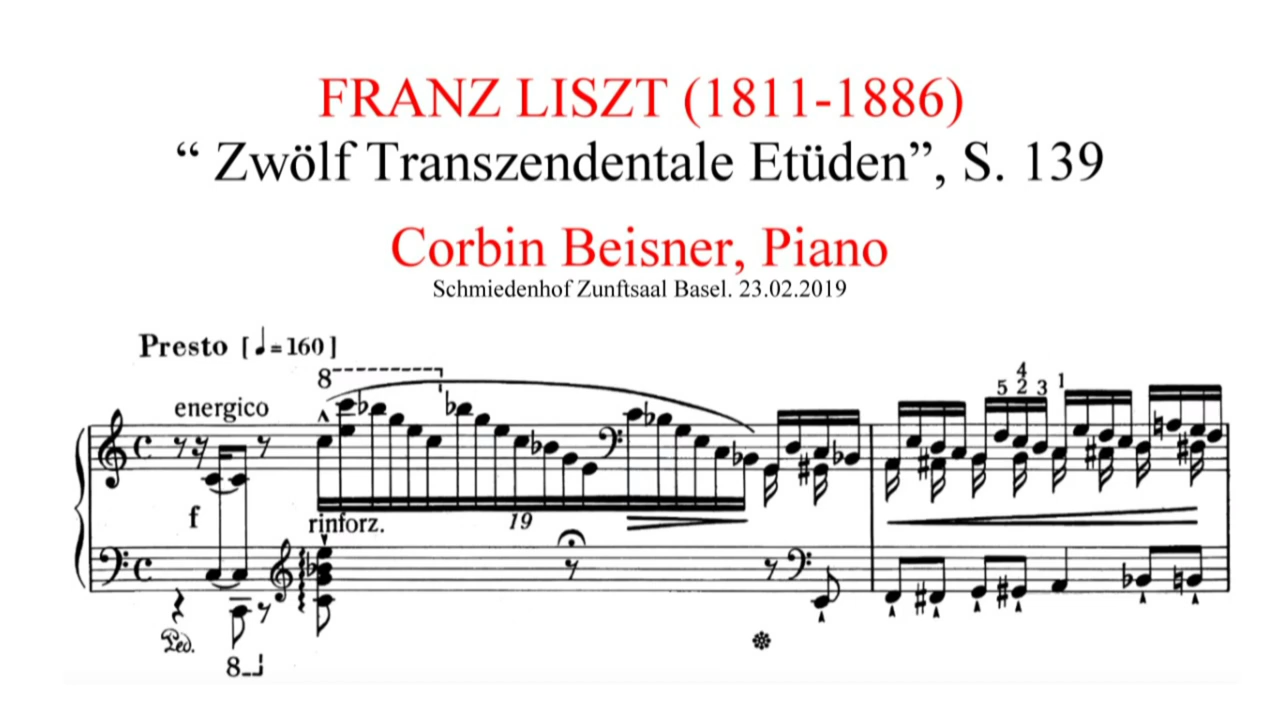 FRANZ LISZT (1811-1886)
“ Zwölf Transzendentale Etüden”, S. 139
Corbin Beisner, Piano
Schmiedenhof Zunftsaal Basel. 23.02.2019
Presto [♩=160]
8
energico
4
5 2 3 1
f
rinforz.
19
Ped.
8